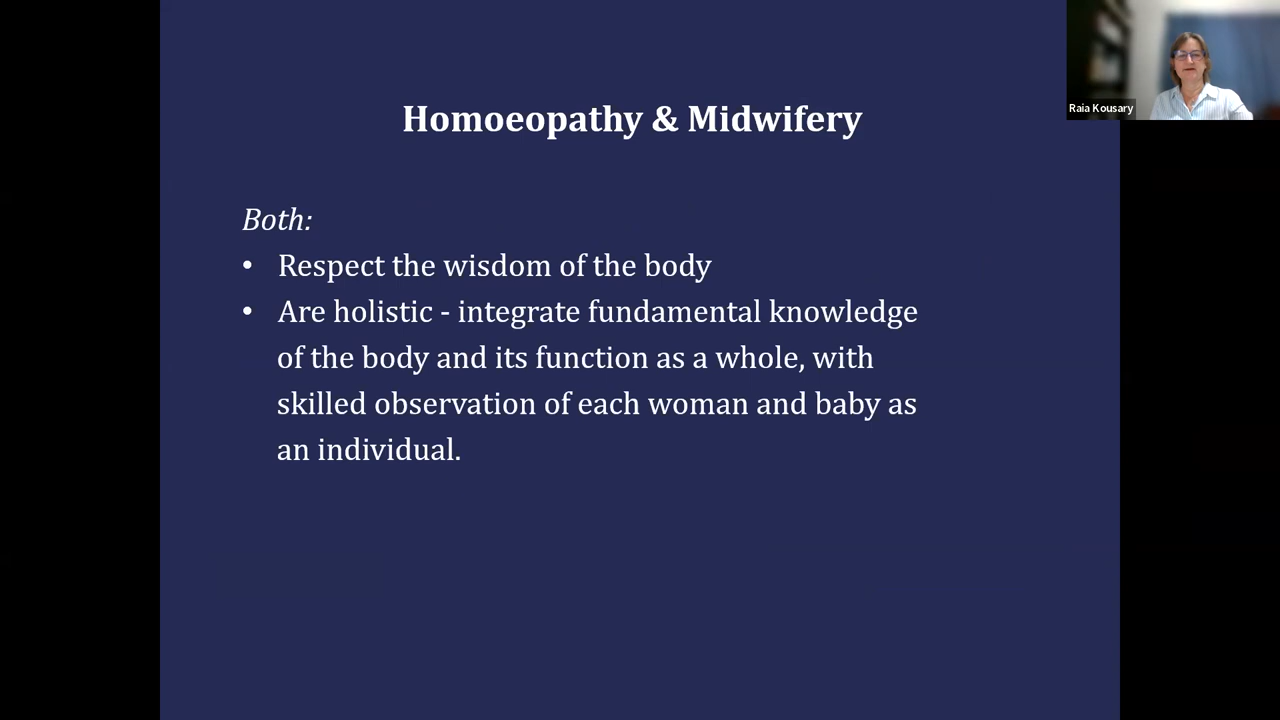 Homoeopathy & Midwifery
Raia Kousary
Both:
• Respect the wisdom of the body
• Are holistic - integrate fundamental knowledge
of the body and its function as a whole, with
skilled observation of each woman and baby as
an individual.